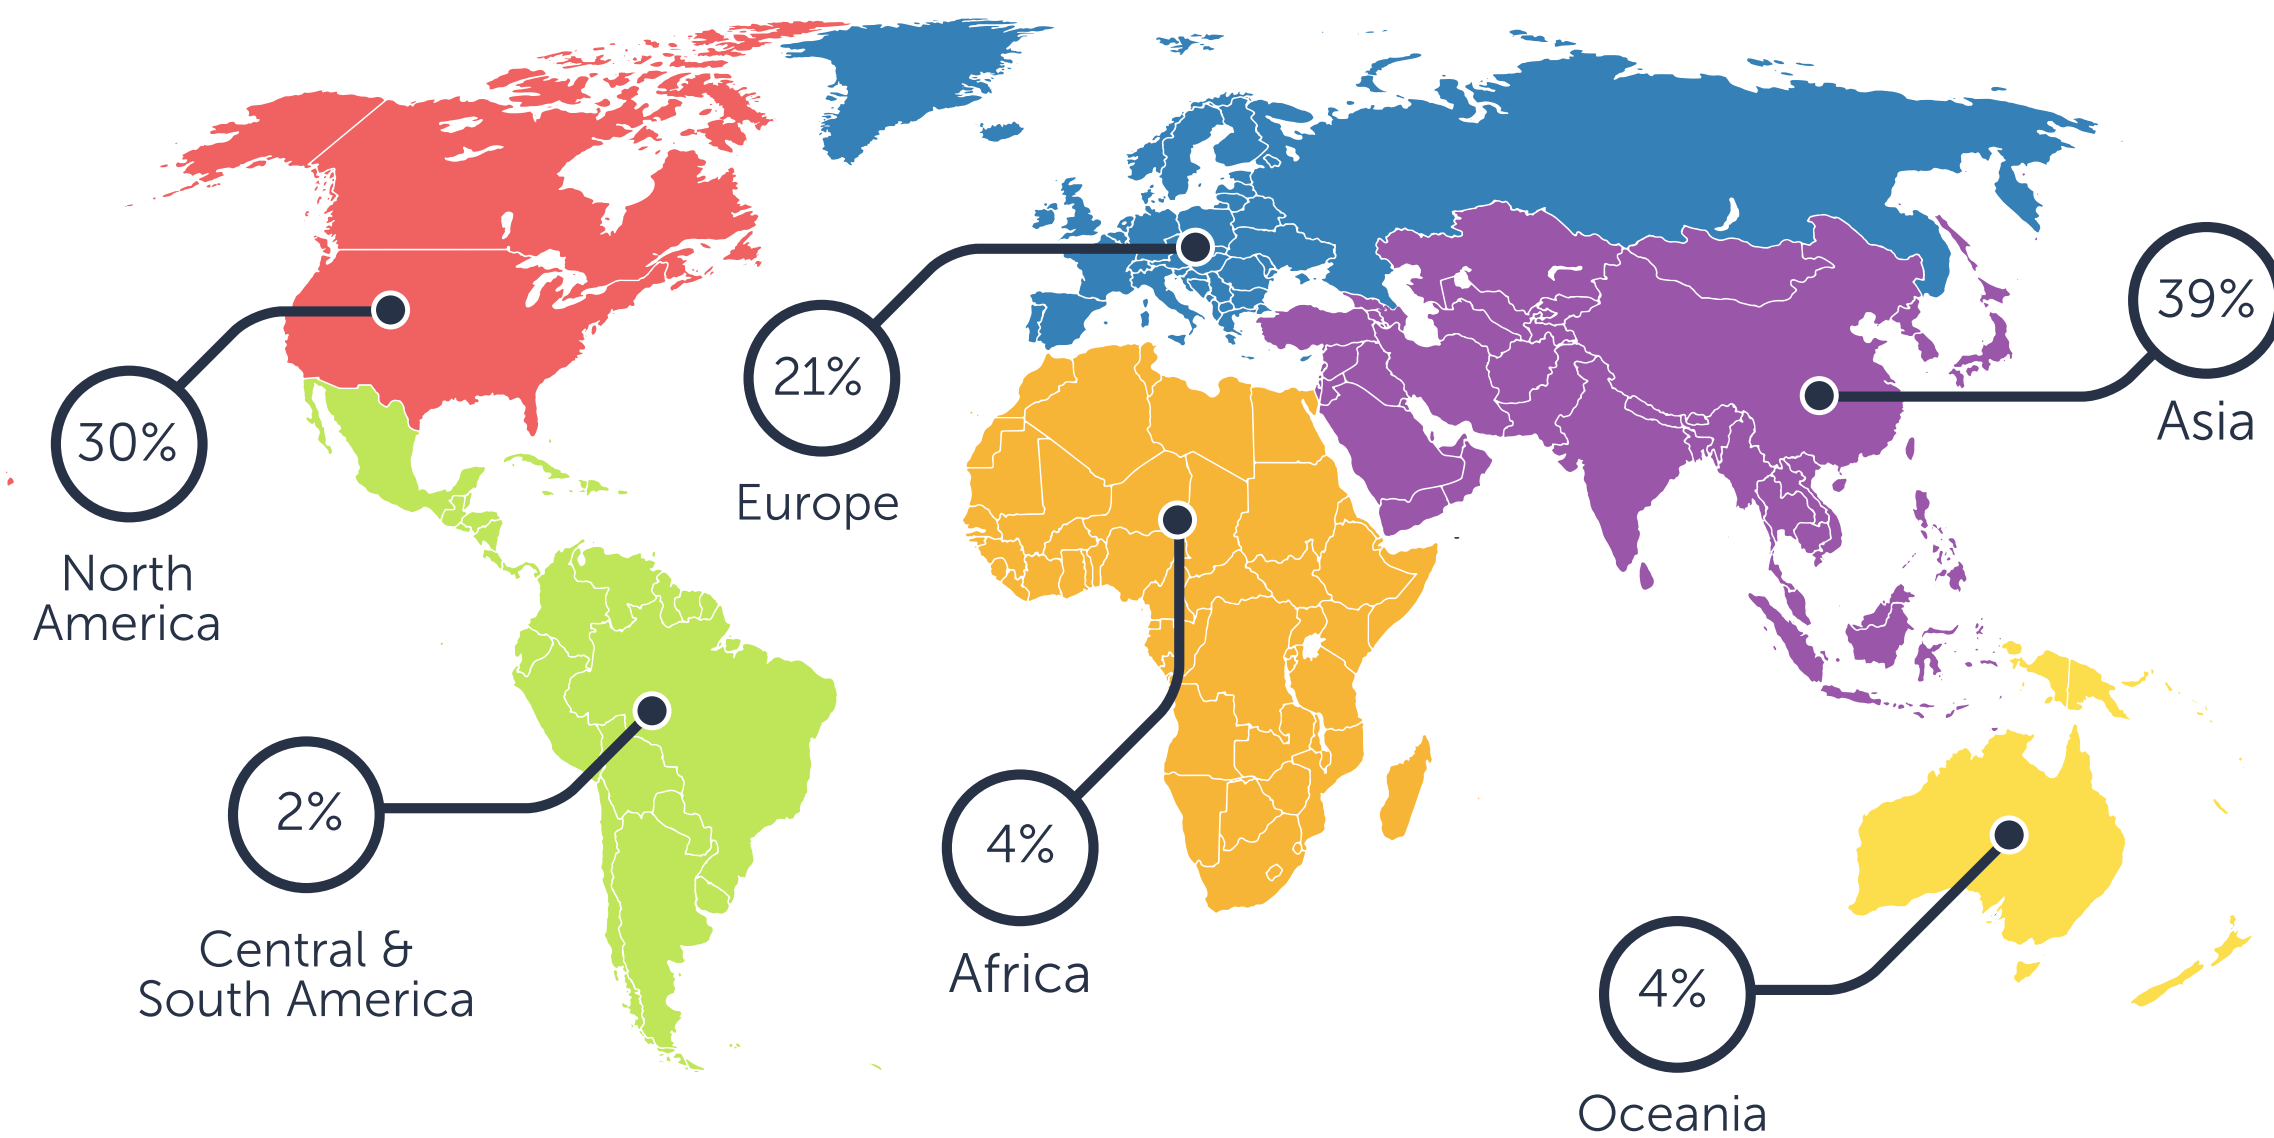 39%
Asia
21%
Europe
30%
North
America
2%
Central &
South America
4%
Africa
4%
Oceania